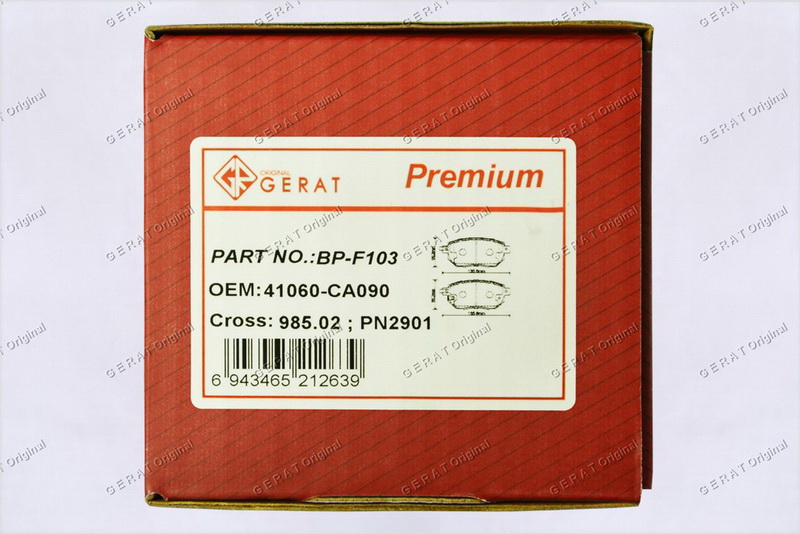 ORIGINAL
GERAT
Premium
PART NO.:BP-F103
OEM:41060-CA090
Cross: 985.02 ; PN2901
6 943465 212639
GERAT Original